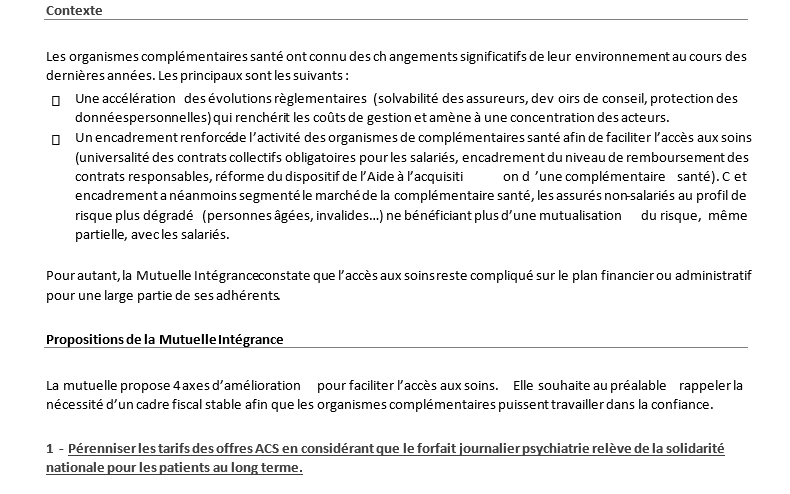 Contexte
Les organismes complémentaires santé ont connu des ch angements significatifs de leur environnement au cours des
dernières années. Les principaux sont les suivants :
Une accélération des évolutions règlementaires (solvabilité des assureurs, dev oirs de conseil, protection des
donnéespersonnelles) qui renchérit les coûts de gestion et amène à une concentration des acteurs.
Un encadrement renforcéde l'activité des organismes de complémentaires santé afin de faciliter l'accès aux soins
(universalité des contrats collectifs obligatoires pour les salariés, encadrement du niveau de remboursement des
contrats responsables, réforme du dispositif de l'Aide à l'acquisiti on d 'une complémentaire santé). C et
encadrement a néanmoins segmenté le marché de la complémentaire santé, les assurés non-salariés au profil de
risque plus dégradé (personnes âgées, invalides…) ne bénéficiant plus d'une mutualisation du risque, même
partielle, avec les salariés.
Pour autant, la Mutuelle Intégranceconstate que l'accès aux soins reste compliqué sur le plan financier ou administratif
pour une large partie de ses adhérents.
Propositions de la Mutuelle Intégrance
La mutuelle propose 4 axes d'amélioration pour faciliter l'accès aux soins. Elle souhaite au préalable rappeler la
nécessité d'un cadre fiscal stable afin que les organismes complémentaires puissent travailler dans la confiance.
1 - Pérenniser les tarifs des offres ACS en considérant que le forfait journalier psychiatrie relève de la solidarité
nationale pour les patients au long terme.